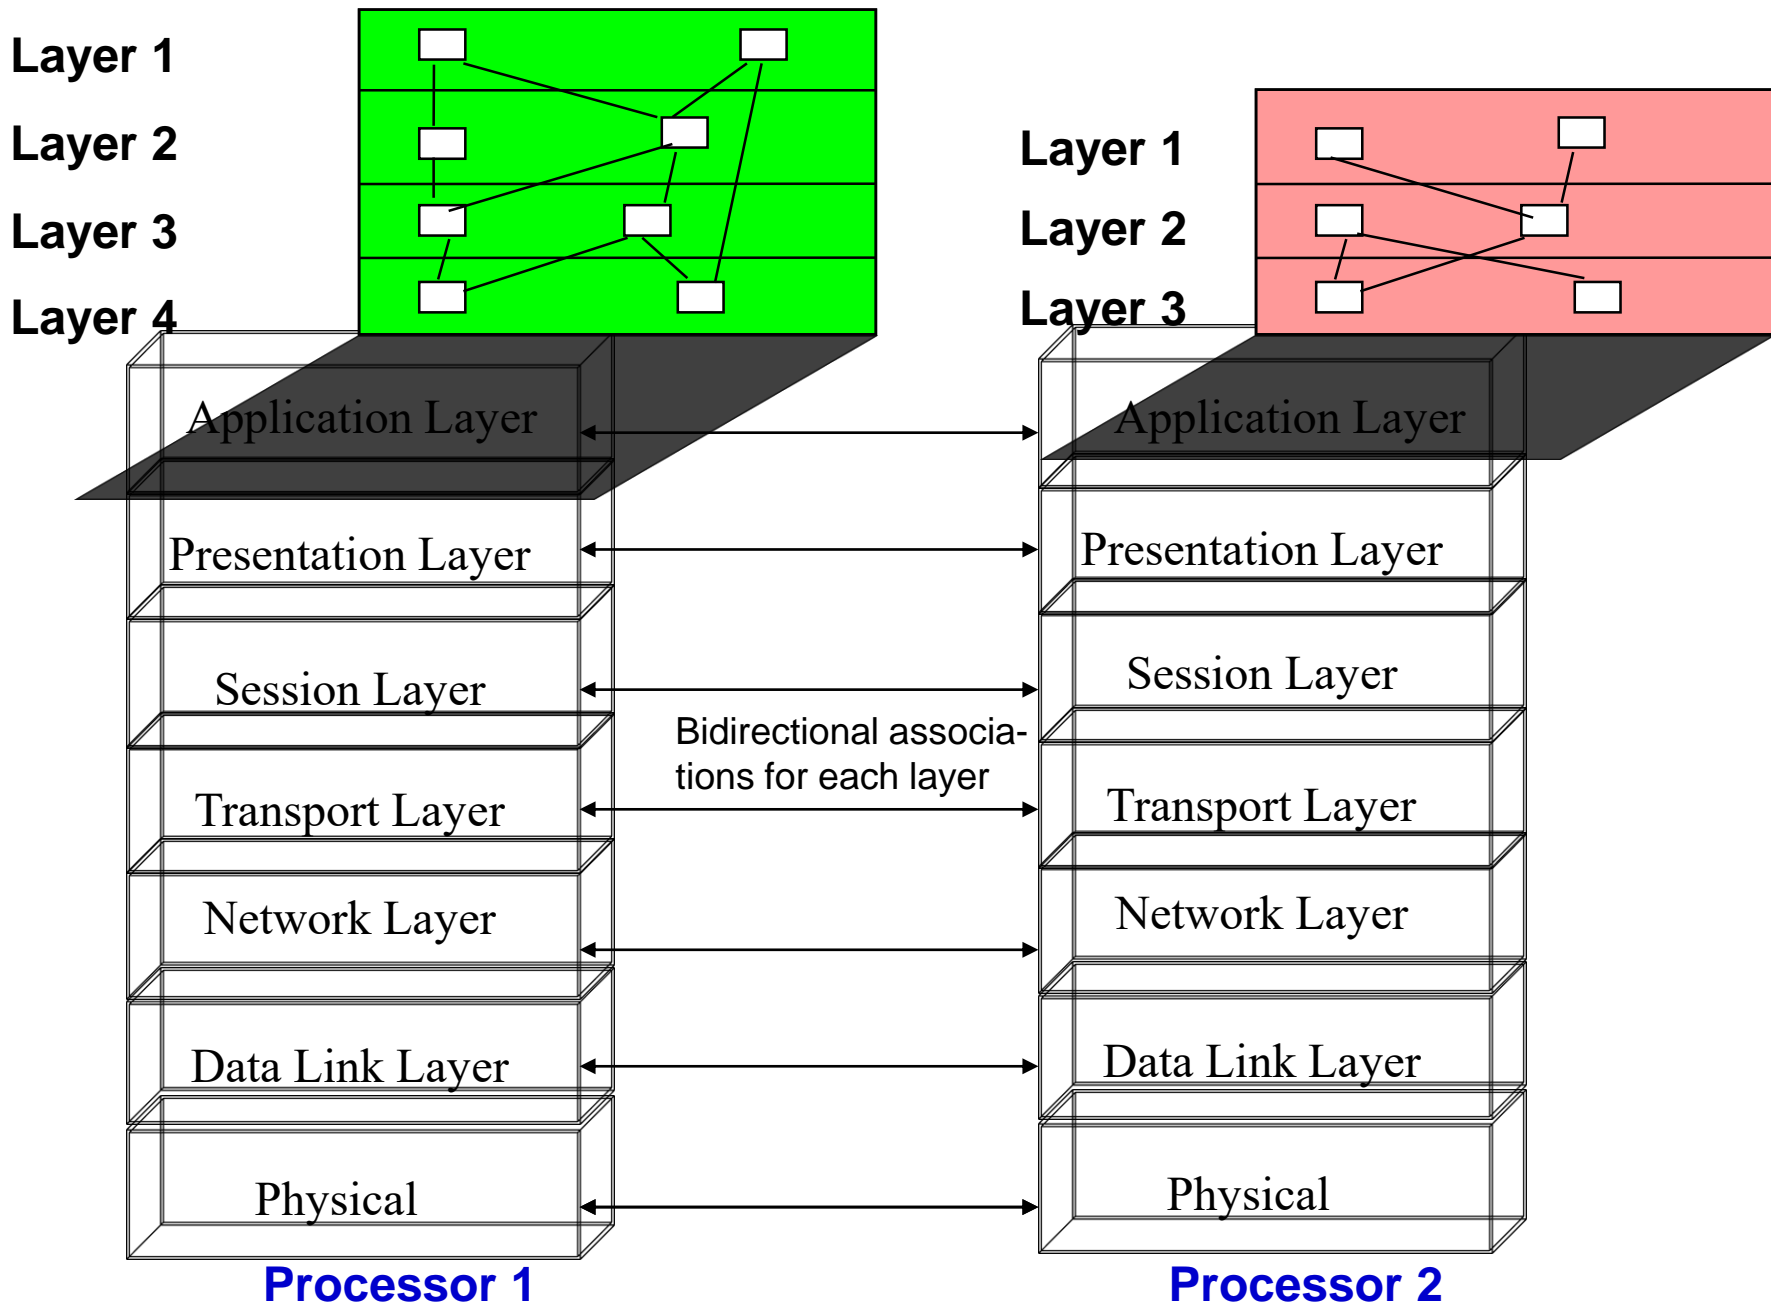 Layer 1
Layer 2
Layer 3
Layer 4
Layer 1
Layer 2
Layer 3
Application Layer
Application Layer
Presentation Layer
Presentation Layer
Session Layer
Session Layer
Bidirectional associa-
tions for each layer
Transport Layer
Transport Layer
Network Layer
Network Layer
Data Link Layer
Data Link Layer
Physical
Physical
Processor 1
Processor 2